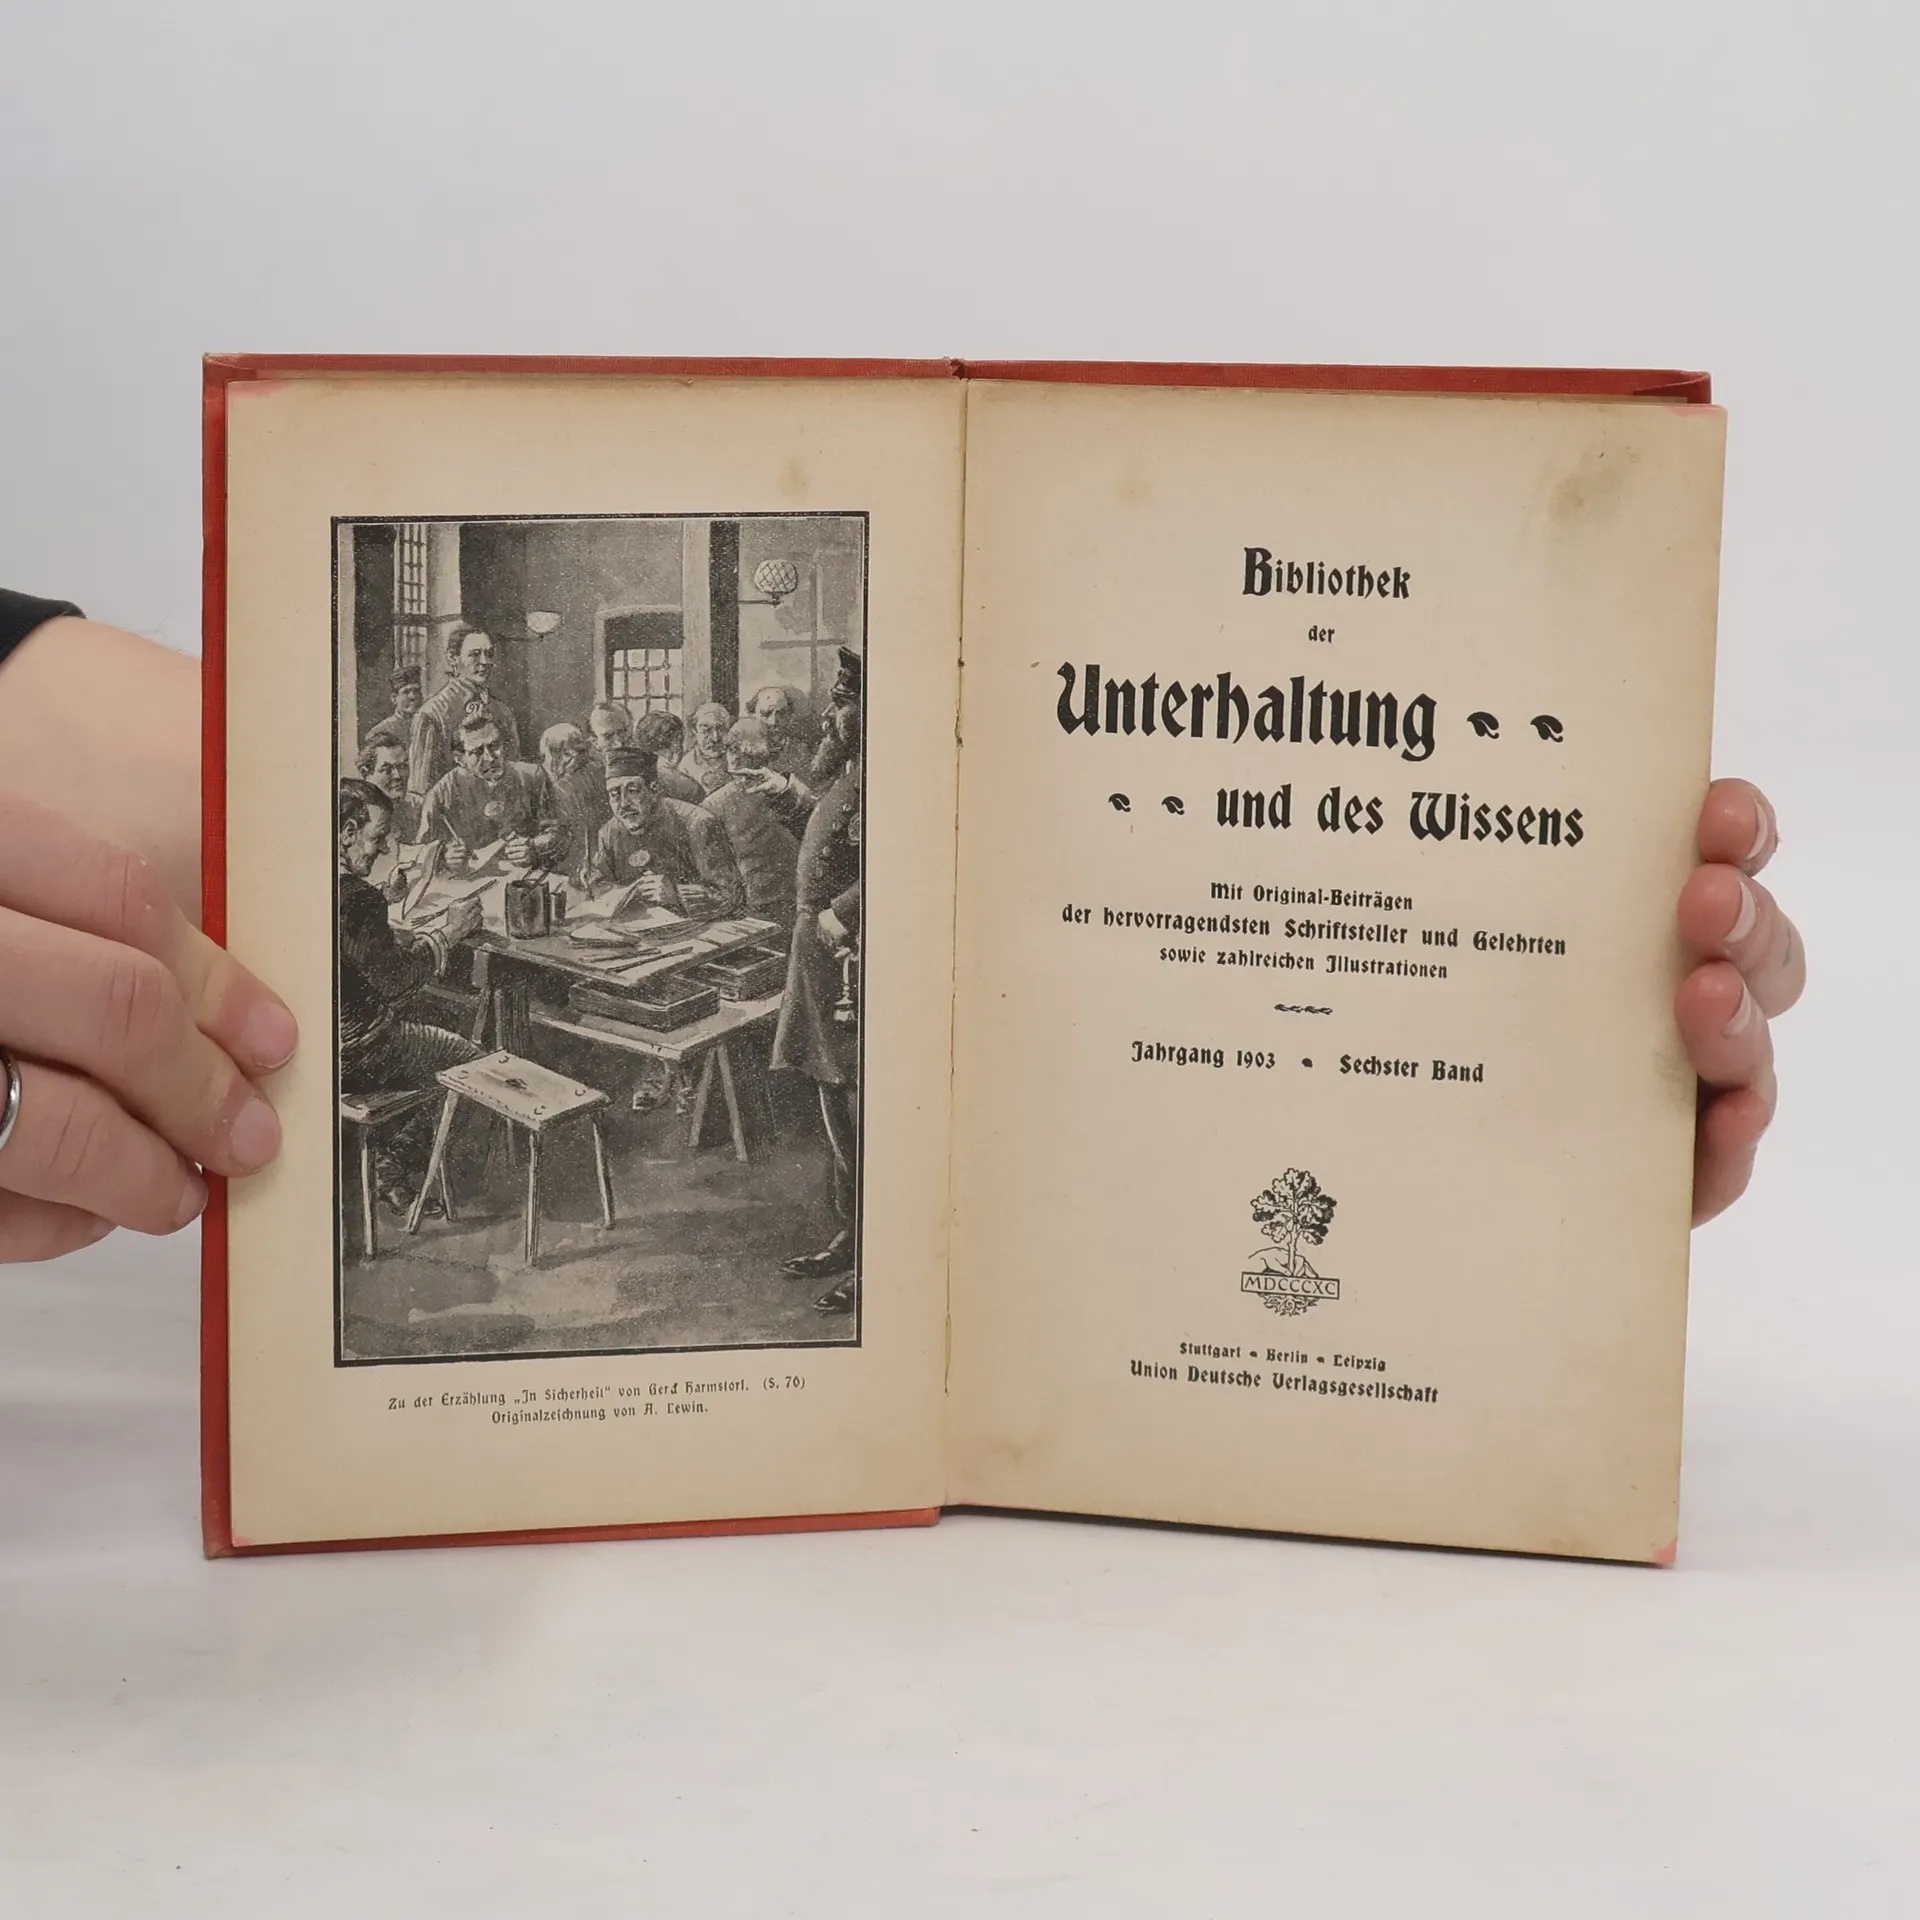 Zu der Erzählung „In Sicherheit“ von Gerd Harmstorf. (S. 76)
Originalzeichnung von A. Lewin.
Bibliothek
der
Unterhaltung
und des Wissens
Mit Original-Beiträgen
der hervorragendsten Schriftsteller und Gelehrten
sowie zahlreichen Illustrationen
Jahrgang 1903 • Sechster Band
MDCCCXC
Stuttgart • Berlin • Leipzig
Union Deutsche Verlagsgesellschaft